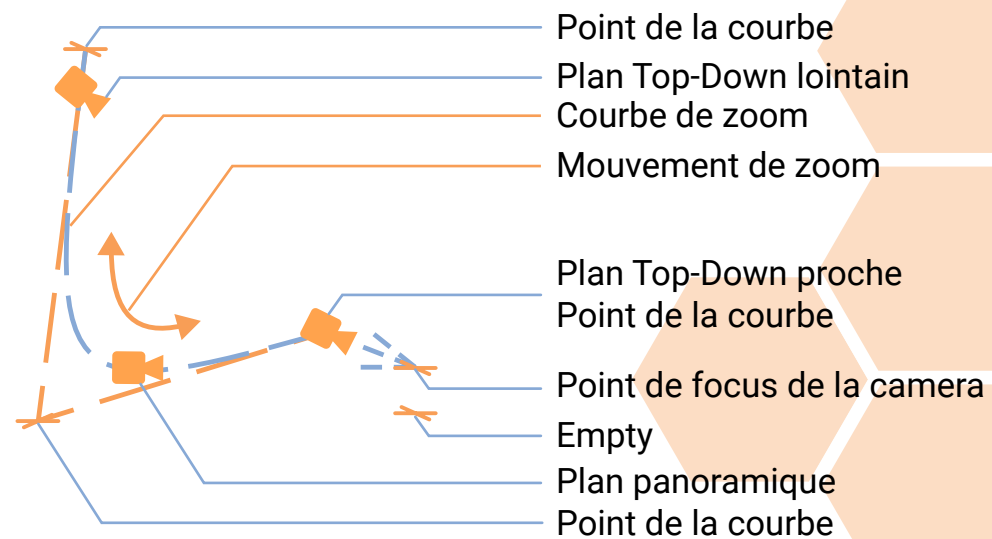 Point de la courbe
Plan Top-Down lointain
Courbe de zoom
Mouvement de zoom
Plan Top-Down proche
Point de la courbe
Point de focus de la camera
Empty
Plan panoramique
Point de la courbe